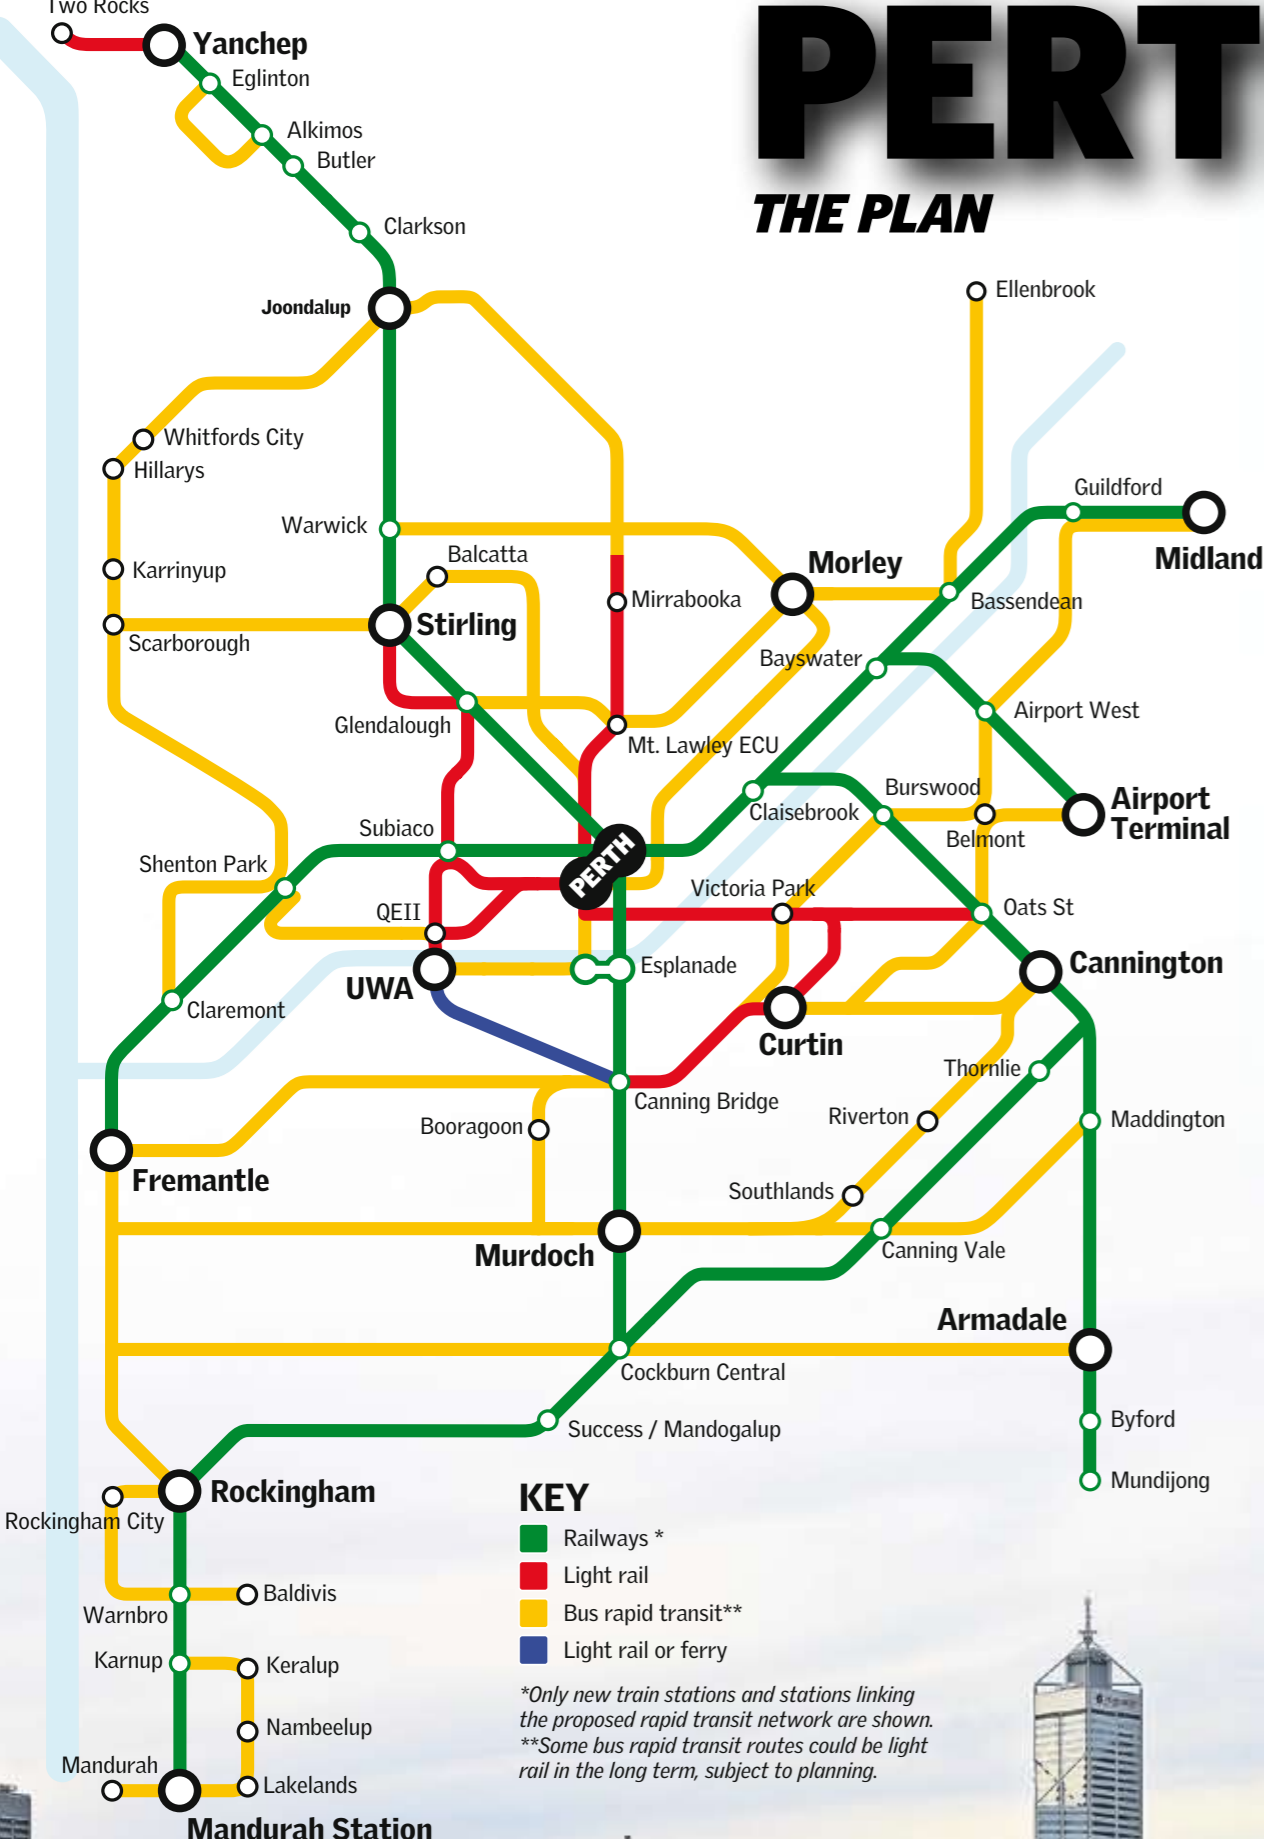 Two Rocks
Yanchep
PERT
THE PLAN
Eglinton
Alkimos
Butler
Clarkson
Joondalup
Ellenbrook
Whitfords City
Hillarys
Guildford
Midland
Warwick
Balcatta
Morley
Karrinyup
Mirrabooka
Bassendean
Stirling
Scarborough
Bayswater
Glendalough
Airport West
Mt. Lawley ECU
Burswood
Airport
Terminal
Claisebrook
Belmont
Subiaco
PERTH
Shenton Park
Victoria Park
QEII
Oats St
Esplanade
Cannington
UWA
Claremont
Curtin
Thornlie
Canning Bridge
Booragoon
Riverton
Maddington
Fremantle
Southlands
Murdoch
Canning Vale
Armadale
Cockburn Central
Success / Mandogalup
Byford
Rockingham
Mundijong
Rockingham City
KEY
Railways *
Light rail
Bus rapid transit**
Light rail or ferry
Baldivis
Warnbro
Karnup
Keralup
Nambeelup
Mandurah
Lakelands
Mandurah Station
*Only new train stations and stations linking
the proposed rapid transit network are shown.
**Some bus rapid transit routes could be light
rail in the long term, subject to planning.